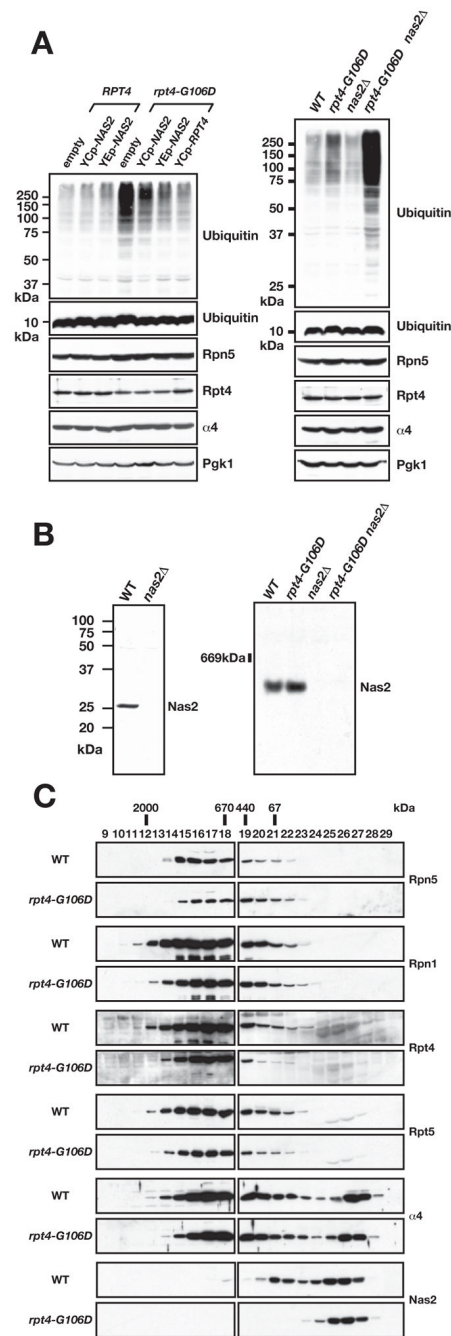 A
RPT4
rpt4-G106D
empty
YCp-NAS2
YEp-NAS2
empty
YCp-NAS2
YEp-NAS2
YCp-RPT4
250
150
100
75
50
37
kDa
Ubiquitin
10
kDa
Ubiquitin
Rpn5
Rpt4
α4
Pgk1
WT
rpt4-G106D
nas2Δ
rpt4-G106D nas2Δ
250
150
100
75
50
37
25
kDa
Ubiquitin
10
kDa
Ubiquitin
Rpn5
Rpt4
α4
Pgk1
B
WT
nas2Δ
100
75
50
37
25
20
kDa
Nas2
WT
rpt4-G106D
nas2Δ
rpt4-G106D nas2Δ
669kDa
Nas2
C
2000 670 440 67 kDa
9 10 11 12 13 14 15 16 17 18 19 20 21 22 23 24 25 26 27 28 29
WT
rpt4-G106D
Rpn5
WT
rpt4-G106D
Rpn1
WT
rpt4-G106D
Rpt4
WT
rpt4-G106D
Rpt5
WT
rpt4-G106D
α4
WT
rpt4-G106D
Nas2